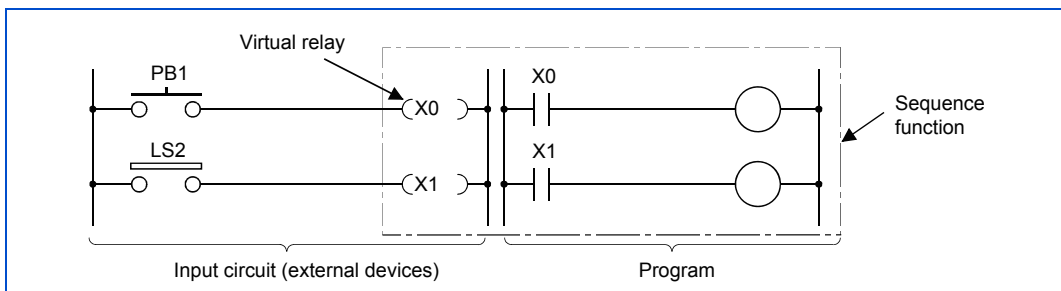 Virtual relay
PB1
X0
X0
Sequence
function
LS2
X1
X1
Input circuit (external devices)
Program